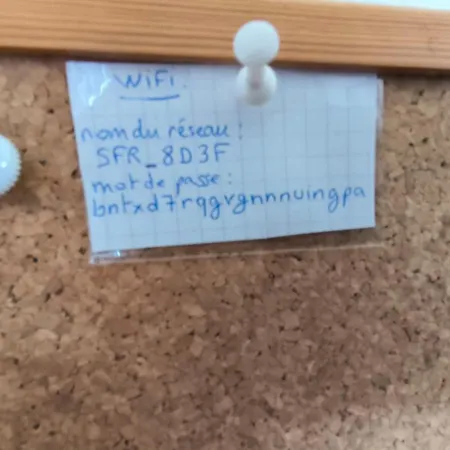 WiFi.
nom du réseau :
SFR_8D3F
mot de passe :
bntxd7rqgvgnnnuingpa